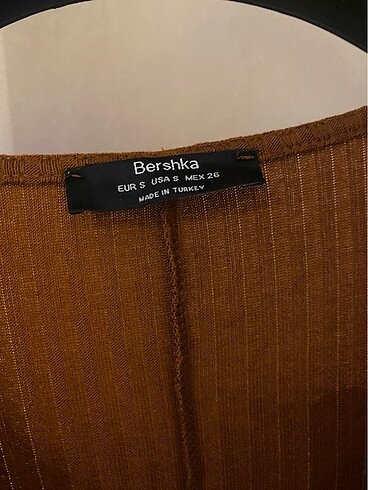 Bershka
EUR S USA S MEX 26
MADE IN TURKEY